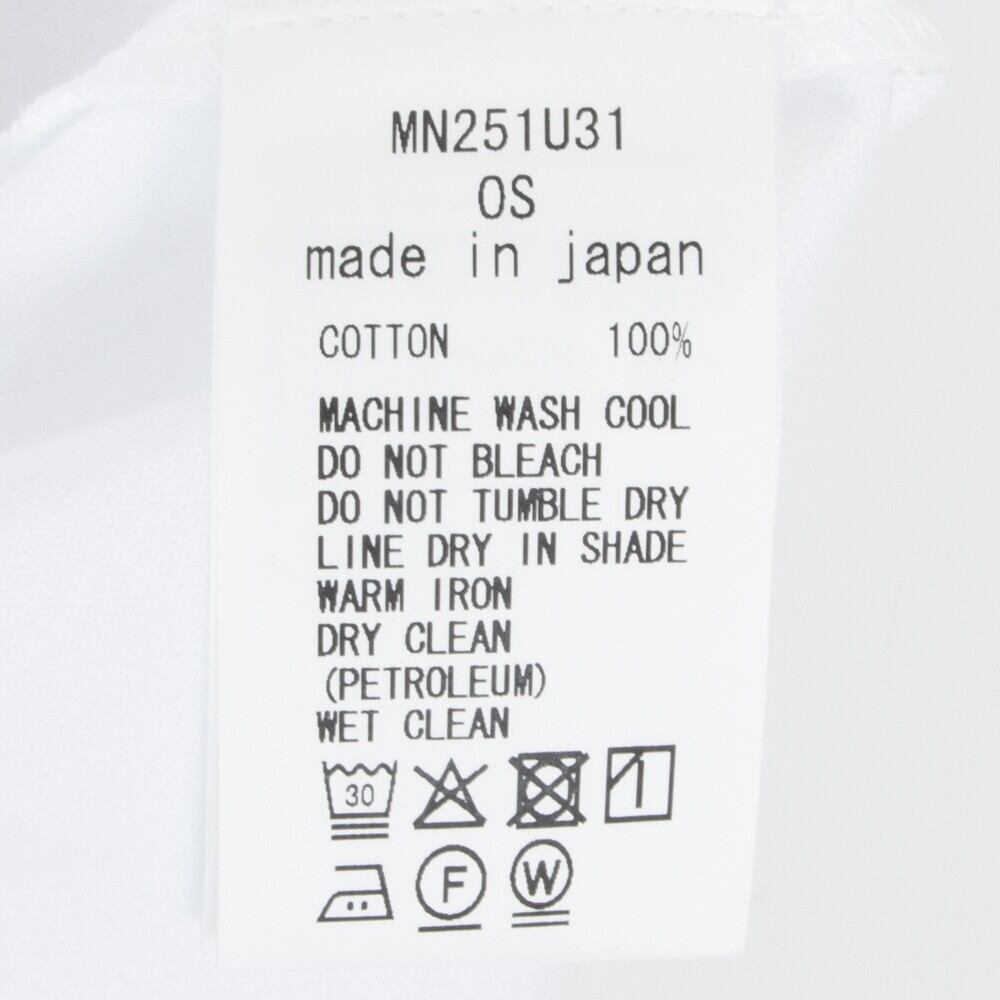 MN251U31
OS
made in japan
COTTON 100%
MACHINE WASH COOL
DO NOT BLEACH
DO NOT TUMBLE DRY
LINE DRY IN SHADE
WARM IRON
DRY CLEAN
(PETROLEUM)
WET CLEAN
30
F W